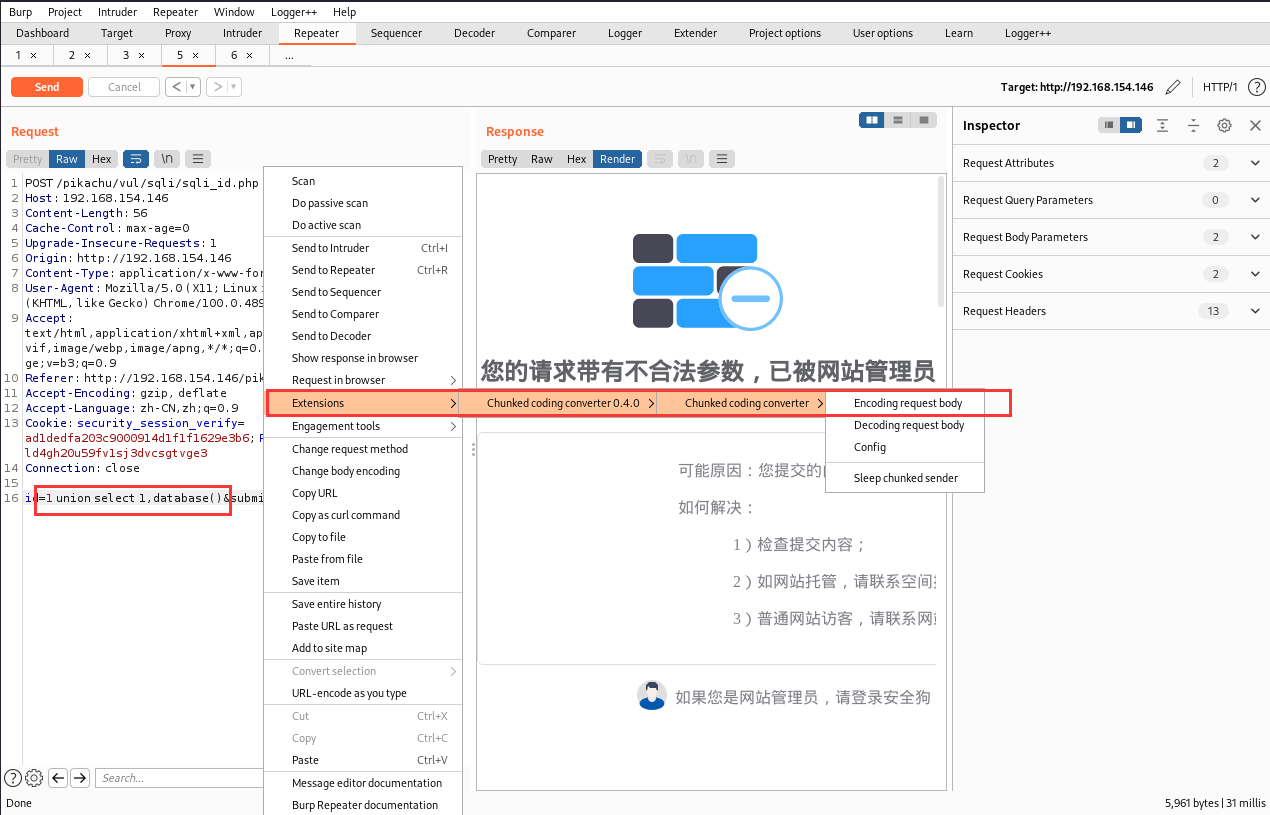 Burp Project Intruder Repeater Window Logger++ Help
Dashboard Target Proxy Intruder Repeater Sequencer Decoder Comparer Logger Extender Project options User options Learn Logger++
1 × 2 × 3 × 5 × 6 × ...
Send Cancel < ▼ > ▼ Target: http://192.168.154.146 HTTP/1 ?
Request
Pretty Raw Hex \n
1 POST /pikachu/vul/sqli/sqli_id.php
2 Host: 192.168.154.146
3 Content-Length: 56
4 Cache-Control: max-age=0
5 Upgrade-Insecure-Requests: 1
6 Origin: http://192.168.154.146
7 Content-Type: application/x-www-for
8 User-Agent: Mozilla/5.0 (X11; Linux
(KHTML, like Gecko) Chrome/100.0.489
9 Accept:
text/html,application/xhtml+xml,ap
vif,image/webp,image/apng,*/*;q=0.
ge;v=b3;q=0.9
10 Referer: http://192.168.154.146/pik
11 Accept-Encoding: gzip, deflate
12 Accept-Language: zh-CN,zh;q=0.9
13 Cookie: security_session_verify=
ad1dedfa203c9000914d1f1f1629e3b6;
ld4gh20u59fv1sj3dvcsgtvge3
14 Connection: close
15
16 id=1 union select 1,database()&submi
? Search...
Done
Scan
Do passive scan
Do active scan
Send to Intruder Ctrl+I
Send to Repeater Ctrl+R
Send to Sequencer
Send to Comparer
Send to Decoder
Show response in browser
Request in browser >
Extensions >
Engagement tools >
Change request method
Change body encoding
Copy URL
Copy as curl command
Copy to file
Paste from file
Save item
Save entire history
Paste URL as request
Add to site map
Convert selection >
URL-encode as you type
Cut Ctrl+X
Copy Ctrl+C
Paste Ctrl+V
Message editor documentation
Burp Repeater documentation
Chunked coding converter 0.4.0 >
Chunked coding converter >
Encoding request body
Decoding request body
Config
Sleep chunked sender
Response
Pretty Raw Hex Render \n
您的请求带有不合法参数，已被网站管理员
可能原因：您提交的
如何解决：
1）检查提交内容；
2）如网站托管，请联系空间
3）普通网站访客，请联系网
如果您是网站管理员，请登录安全狗
Inspector
Request Attributes 2
Request Query Parameters 0
Request Body Parameters 2
Request Cookies 2
Request Headers 13
5,961 bytes | 31 millis